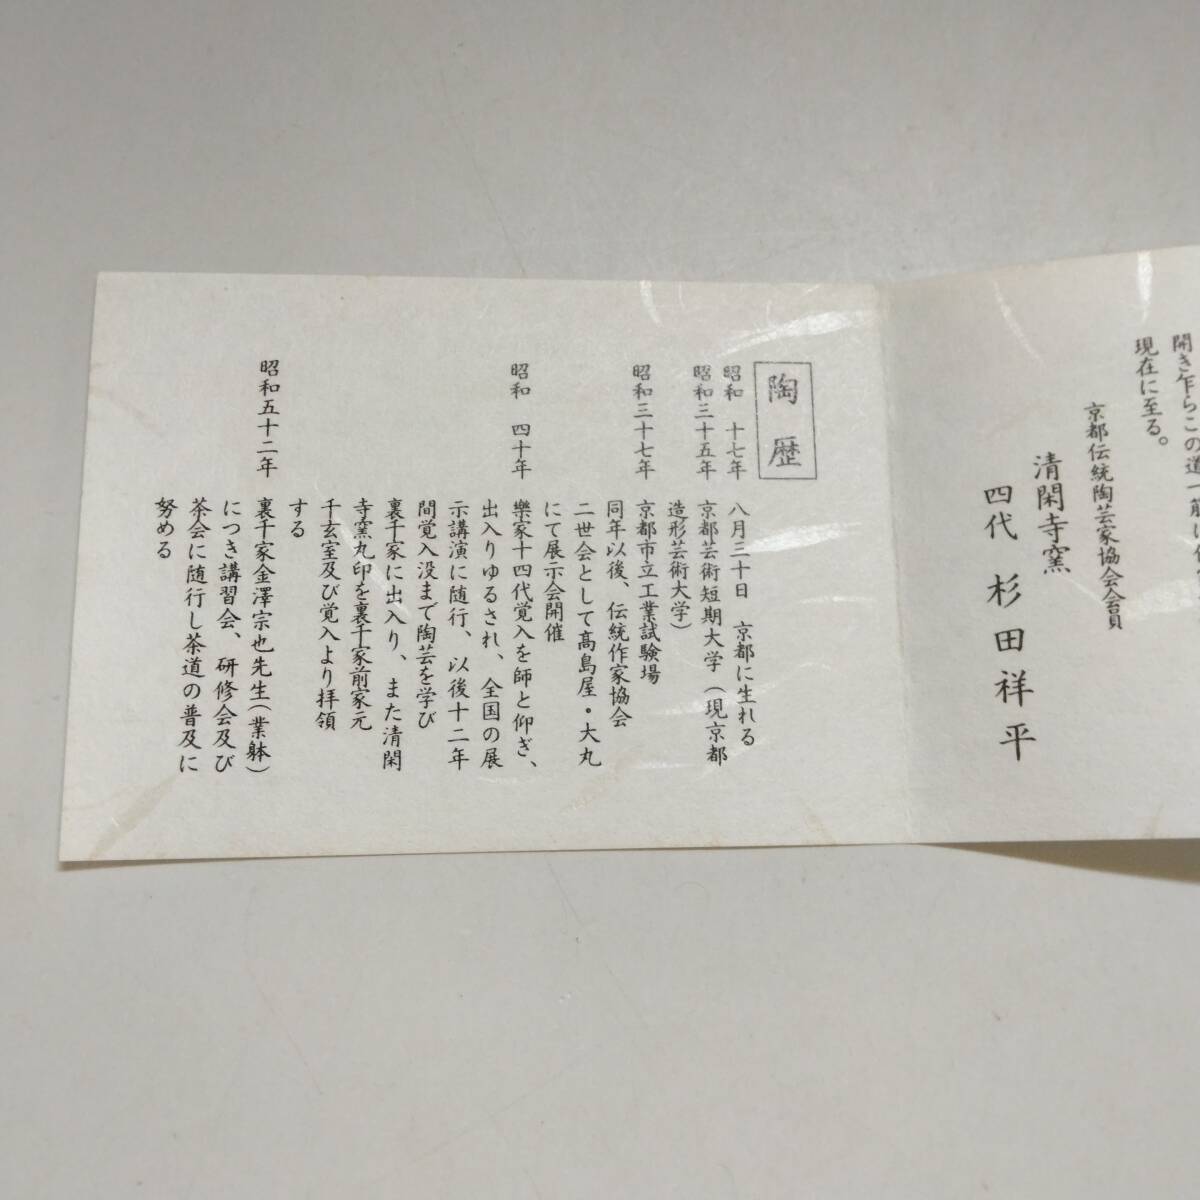 開き乍らこの道一筋に
現在に至る。
京都伝統陶芸家協会会員
清閑寺窯
四代 杉田祥平
陶歴
昭和 十七年 八月三十日 京都に生れる
昭和三十五年 京都芸術短期大学（現京都
造形芸術大学）
昭和三十七年 京都市立工業試験場
同年以後、伝統作家協会
二世会として髙島屋・大丸
にて展示会開催
昭和 四十年 樂家十四代覚入を師と仰ぎ、
出入りゆるされ、全国の展
示講演に随行、以後十二年
間覚入没まで陶芸を学び
裏千家に出入り、また清閑
寺窯丸印を裏千家前家元
千玄室及び覚入より拝領
する
昭和五十二年 裏千家金澤宗也先生（業躰）
につき講習会、研修会及び
茶会に随行し茶道の普及に
努める